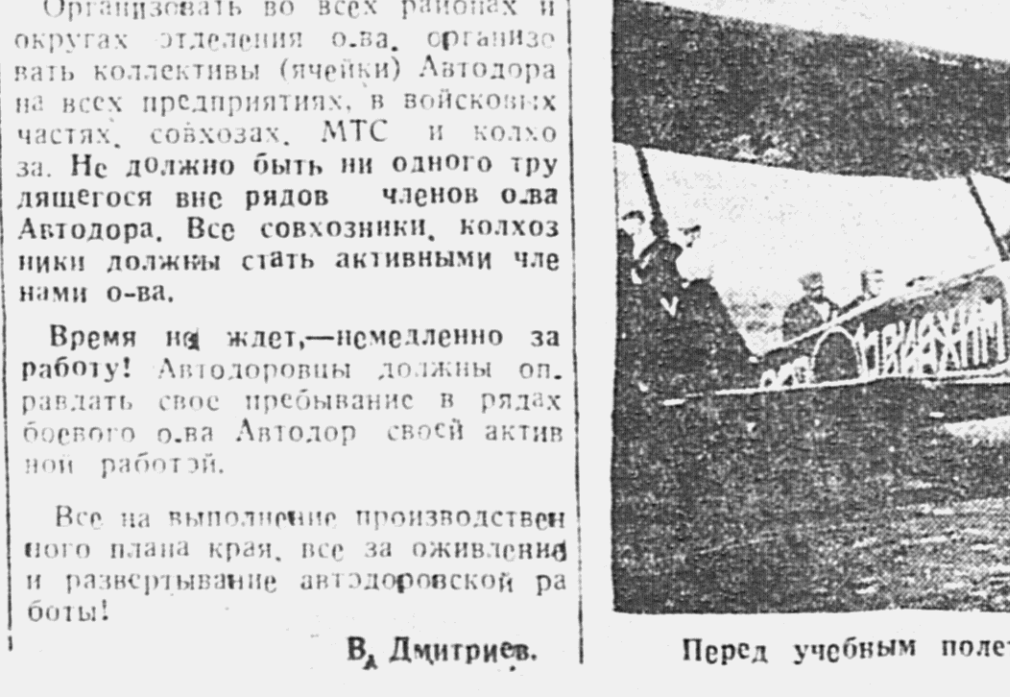 Организовать во всех районах и
округах отделения о.ва, организо
вать коллективы (ячейки) Автодора
на всех предприятиях, в войсковых
частях, совхозах, МТС и колхо
за. Не должно быть ни одного тру
дящегося вне рядов членов о.ва
Автодора. Все совхозники, колхоз
ники должны стать активными чле
нами о-ва.
Время не ждет,—немедленно за
работу! Автодоровцы должны оп.
равдать свое пребывание в рядах
боевого о.ва Автодор своей актив
ной работой.
Все на выполнение производствен
ного плана края, все за оживление
и развертывание автодоровской ра
боты!
В. Дмитриев.
Перед учебным